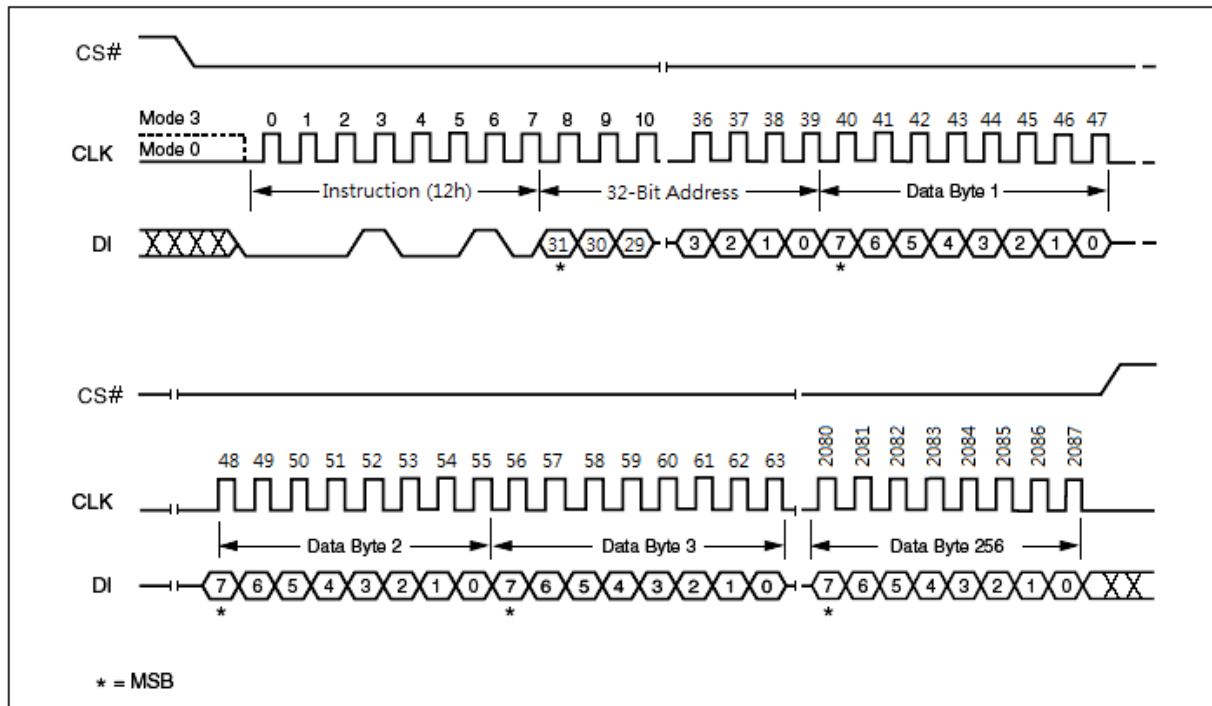 CS#
Mode 3 0 1 2 3 4 5 6 7 8 9 10 36 37 38 39 40 41 42 43 44 45 46 47
Mode 0
CLK
Instruction (12h) 32-Bit Address Data Byte 1
DI 31 30 29 3 2 1 0 7 6 5 4 3 2 1 0
* *
CS#
48 49 50 51 52 53 54 55 56 57 58 59 60 61 62 63 2080 2081 2082 2083 2084 2085 2086 2087
CLK
Data Byte 2 Data Byte 3 Data Byte 256
DI 7 6 5 4 3 2 1 0 7 6 5 4 3 2 1 0 7 6 5 4 3 2 1 0
* * *
* = MSB